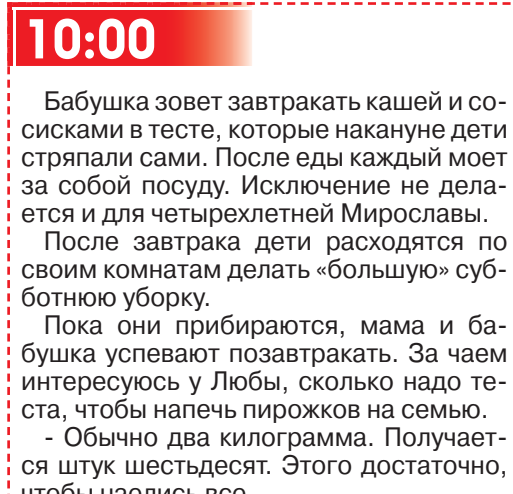 10:00
Бабушка зовет завтракать кашей и со-
сисками в тесте, которые накануне дети
стряпали сами. После еды каждый моет
за собой посуду. Исключение не дела-
ется и для четырехлетней Мирославы.
После завтрака дети расходятся по
своим комнатам делать «большую» суб-
ботнюю уборку.
Пока они прибираются, мама и ба-
бушка успевают позавтракать. За чаем
интересуюсь у Любы, сколько надо те-
ста, чтобы напечь пирожков на семью.
- Обычно два килограмма. Получает-
ся штук шестьдесят. Этого достаточно,
чтобы наелись все